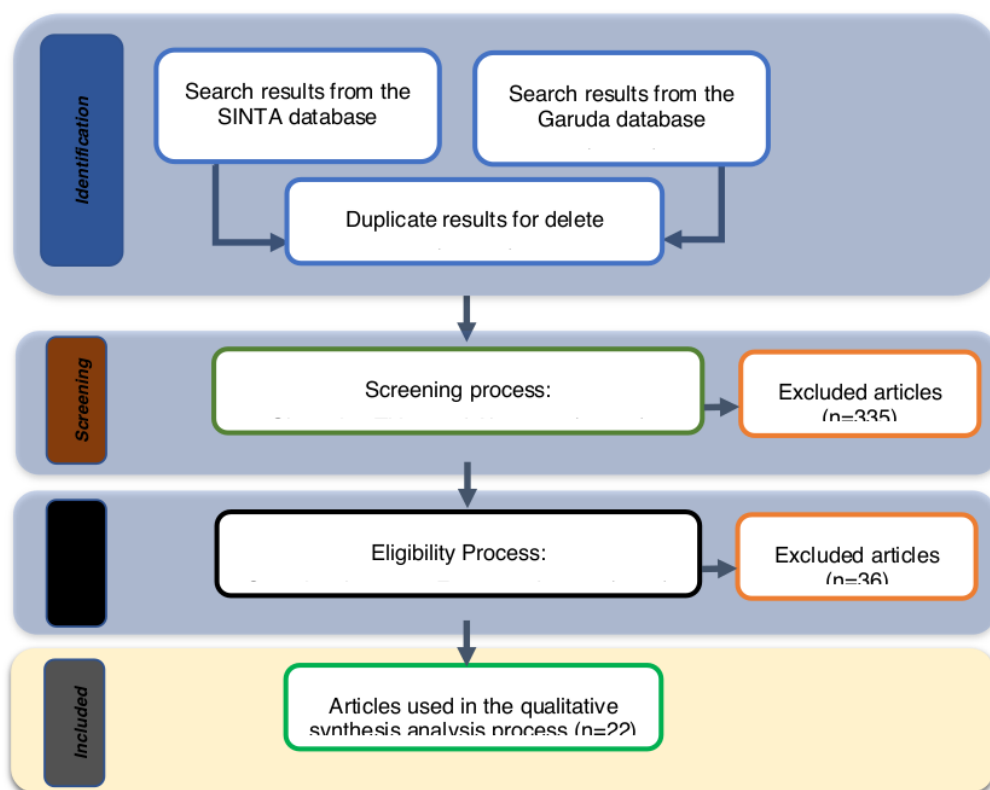 Identification
Search results from the
SINTA database
Search results from the
Garuda database
Duplicate results for delete
Screening
Screening process:
Excluded articles
(n=335)
Eligibility Process:
Excluded articles
(n=36)
Included
Articles used in the qualitative
synthesis analysis process (n=22)